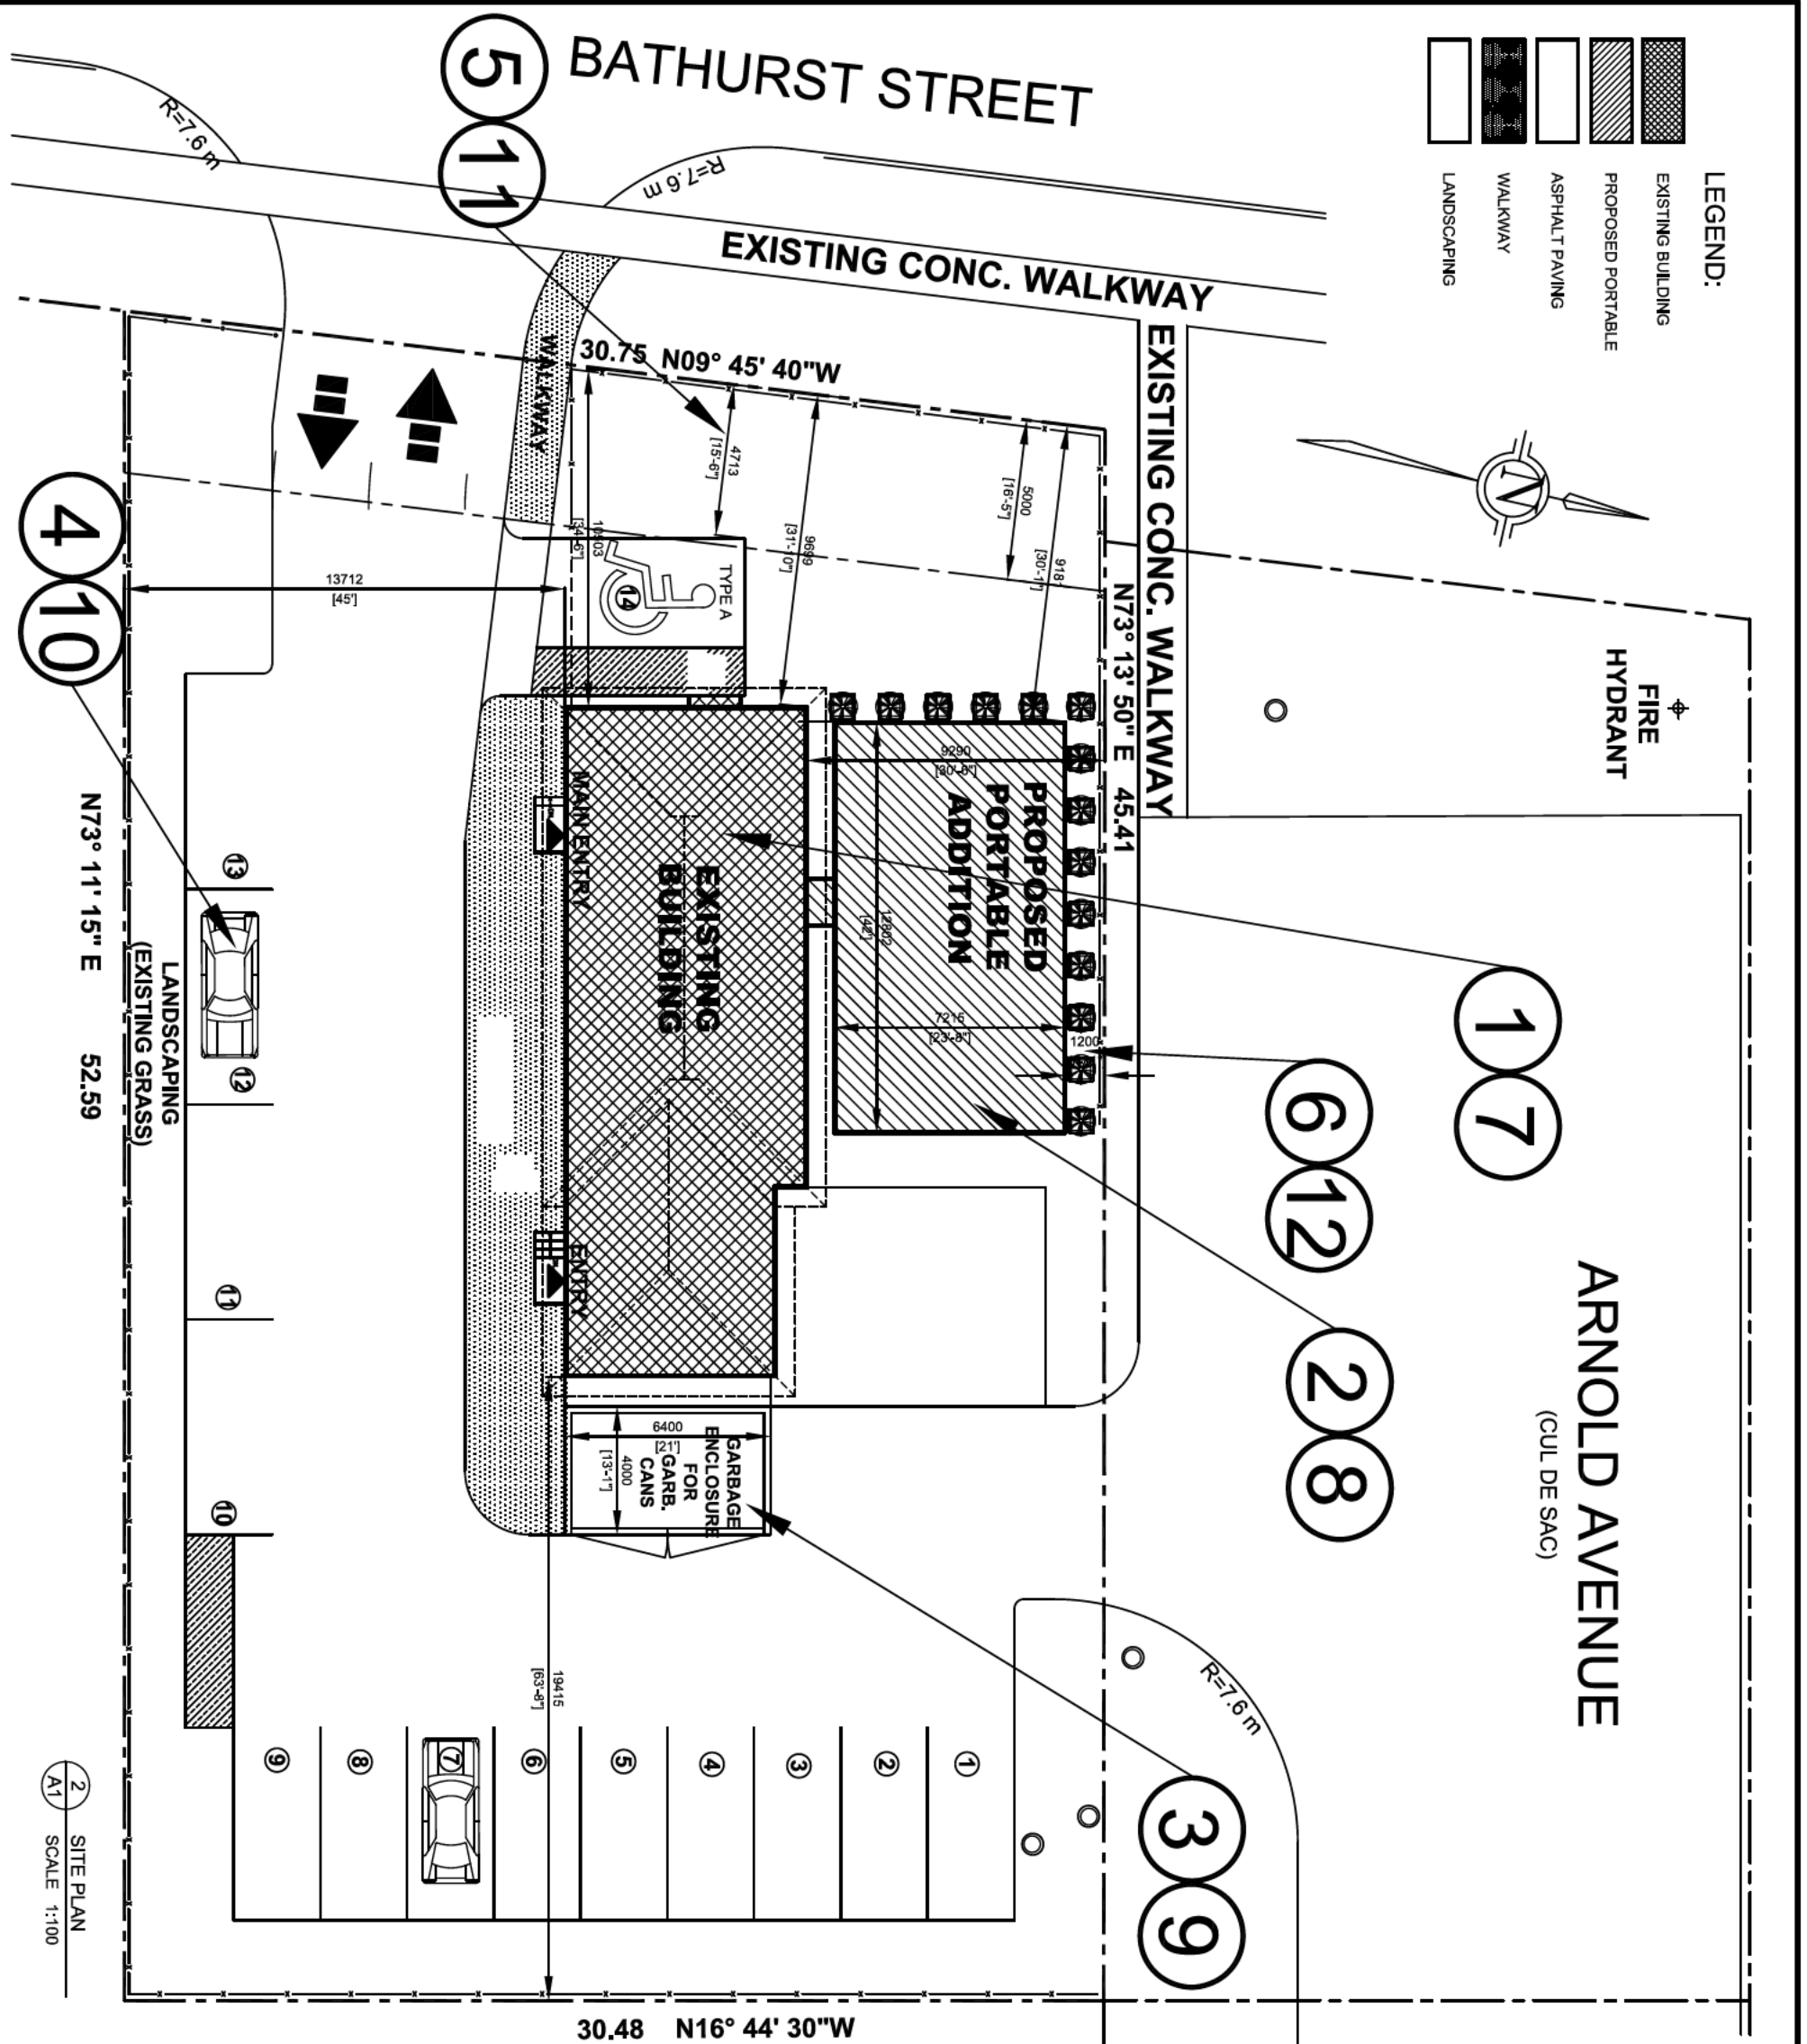 LEGEND:
EXISTING BUILDING
PROPOSED PORTABLE
ASPHALT PAVING
WALKWAY
LANDSCAPING
BATHURST STREET
5
11
R=7.6 m
R=7.6 m
EXISTING CONC. WALKWAY
EXISTING CONC. WALKWAY
N
FIRE
HYDRANT
ARNOLD AVENUE
(CUL DE SAC)
1
7
6
12
2
8
3
9
R=7.6 m
30.75 N09° 45' 40"W
N73° 13' 50" E 45.41
WALKWAY
4713
[15'-6"]
5000
[16'-5"]
9699
[31'-10"]
[30'-1"]
10503
[34'-6"]
13712
[45']
TYPE A
14
9290
[30'-6"]
PROPOSED
PORTABLE
ADDITION
12802
[42']
7215
[23'-8"]
1200
MAIN ENTRY
EXISTING
BUILDING
ENTRY
GARBAGE
ENCLOSURE
FOR
GARB.
CANS
6400
[21']
4000
[13'-1"]
19415
[63'-8"]
4
10
13
12
11
10
9
8
7
6
5
4
3
2
1
LANDSCAPING
(EXISTING GRASS)
N73° 11' 15" E 52.59
30.48 N16° 44' 30"W
2
A1
SITE PLAN
SCALE 1:100